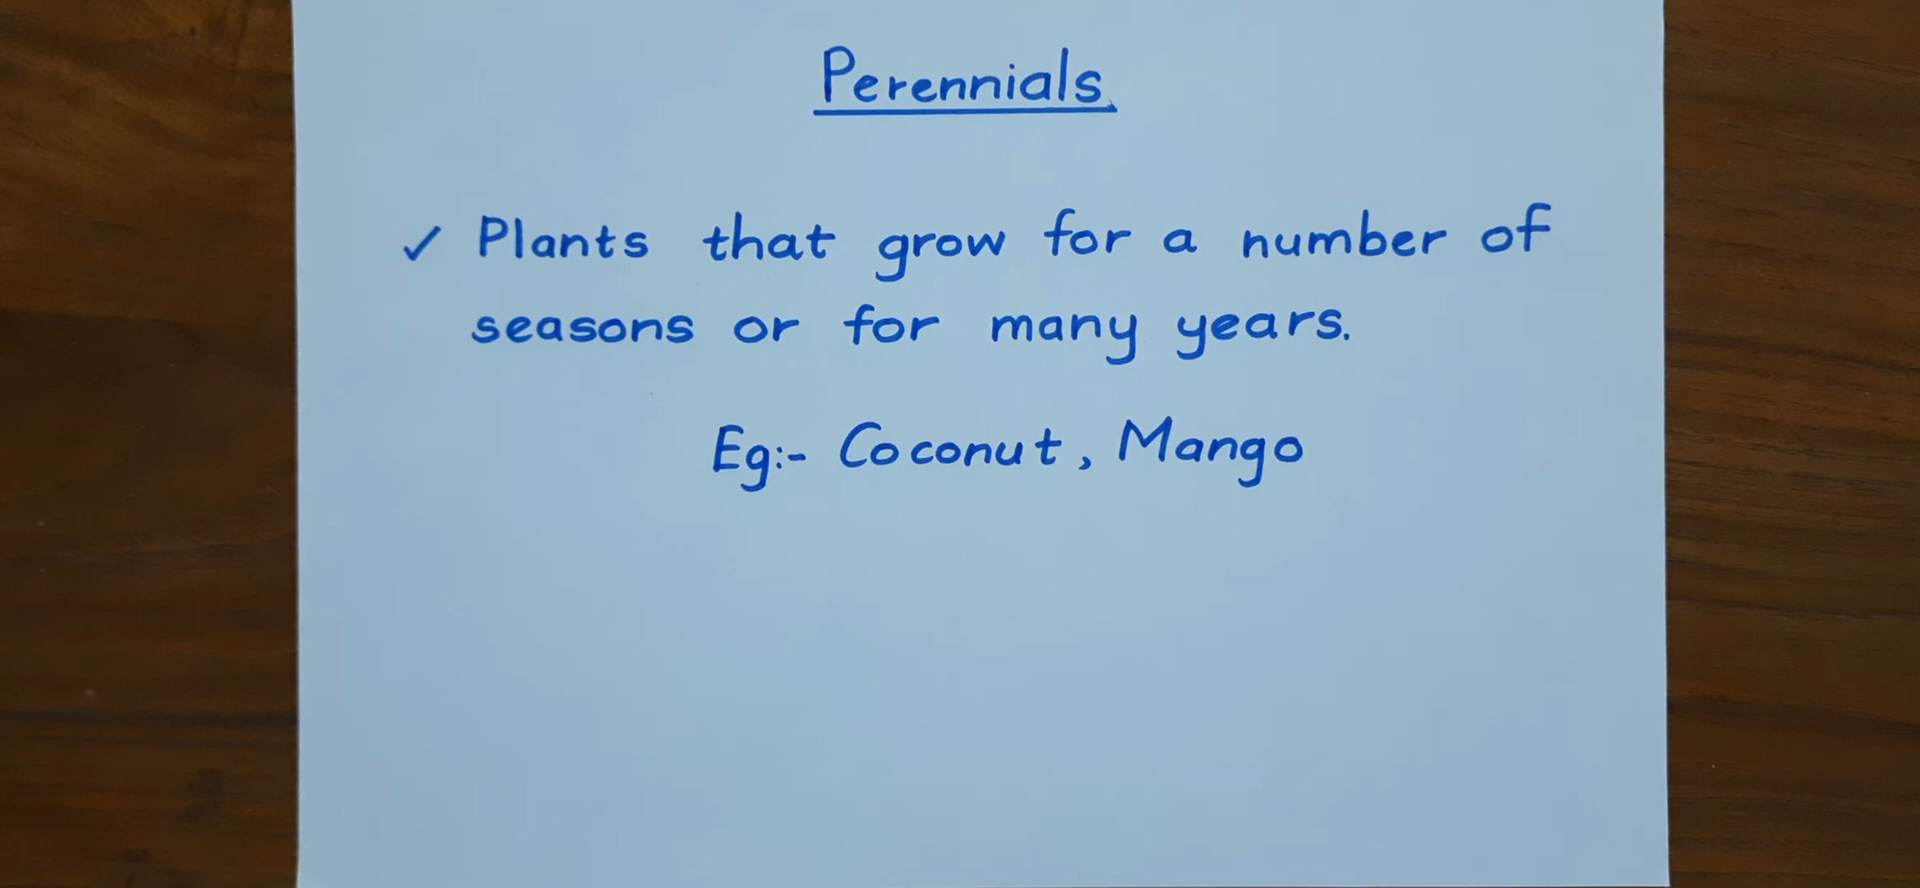 Perennials
✓ Plants that grow for a number of
seasons or for many years.
Eg:- Coconut, Mango